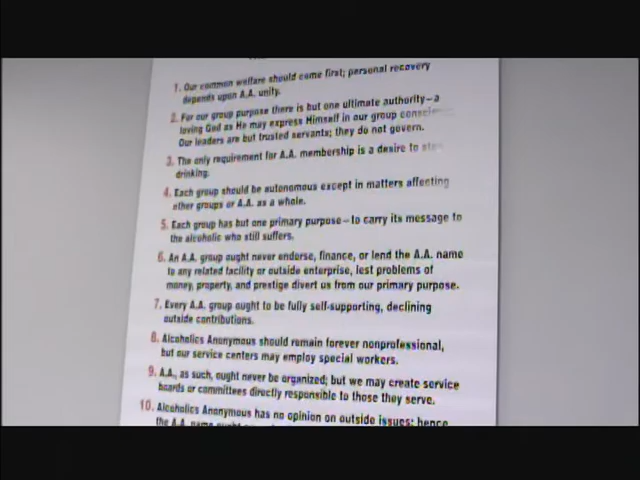 1. Our common welfare should come first; personal recovery
depends upon A.A. unity.
2. For our group purpose there is but one ultimate authority—a
loving God as He may express Himself in our group
Our leaders are but trusted servants; they do not govern.
3. The only requirement for A.A. membership is a desire to
drinking.
4. Each group should be autonomous except in matters affecting
other groups or A.A. as a whole.
5. Each group has but one primary purpose—to carry its message to
the alcoholic who still suffers.
6. An A.A. group ought never endorse, finance, or lend the A.A. name
to any related facility or outside enterprise, lest problems of
money, property, and prestige divert us from our primary purpose.
7. Every A.A. group ought to be fully self-supporting, declining
outside contributions.
8. Alcoholics Anonymous should remain forever nonprofessional,
but our service centers may employ special workers.
9. A.A., as such, ought never be organized; but we may create service
boards or committees directly responsible to those they serve.
10. Alcoholics Anonymous has no opinion on outside issues; hence
the A.A. name ought